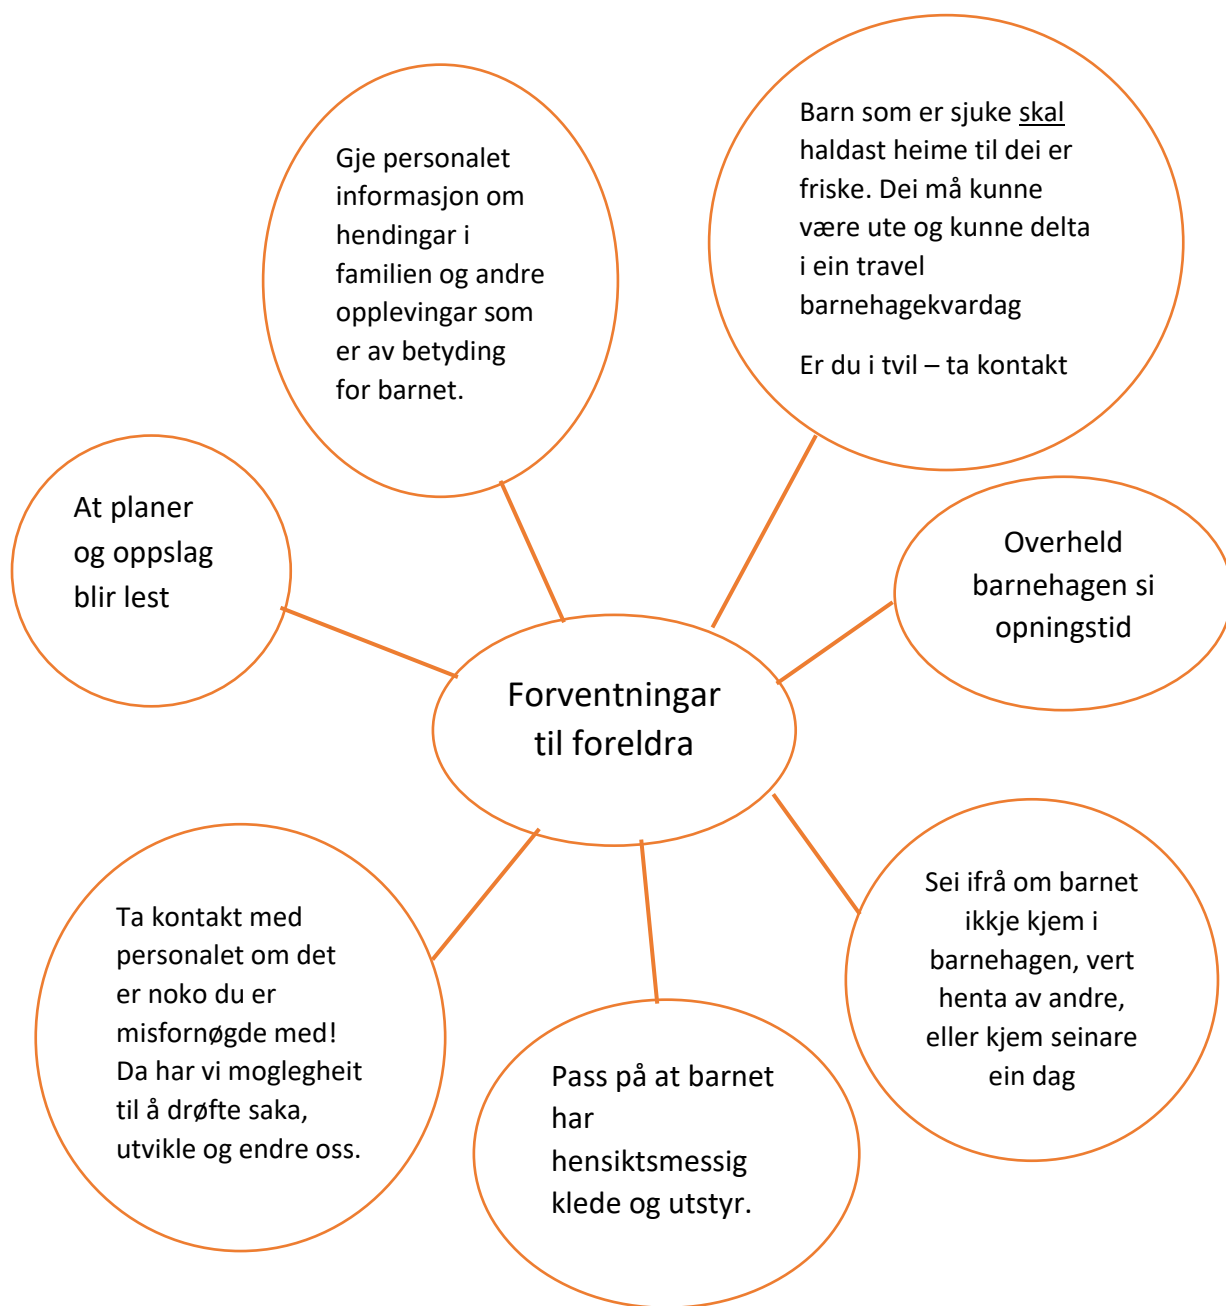 Gje personalet
informasjon om
hendingar i
familien og andre
opplevingar som
er av betyding
for barnet.
Barn som er sjuke skal
haldast heime til dei er
friske. Dei må kunne
være ute og kunne delta
i ein travel
barnehagekvardag
Er du i tvil – ta kontakt
At planer
og oppslag
blir lest
Overheld
barnehagen si
opningstid
Forventningar
til foreldra
Ta kontakt med
personalet om det
er noko du er
misfornøgde med!
Da har vi moglegheit
til å drøfte saka,
utvikle og endre oss.
Pass på at barnet
har
hensiktsmessig
klede og utstyr.
Sei ifrå om barnet
ikkje kjem i
barnehagen, vert
henta av andre,
eller kjem seinare
ein dag